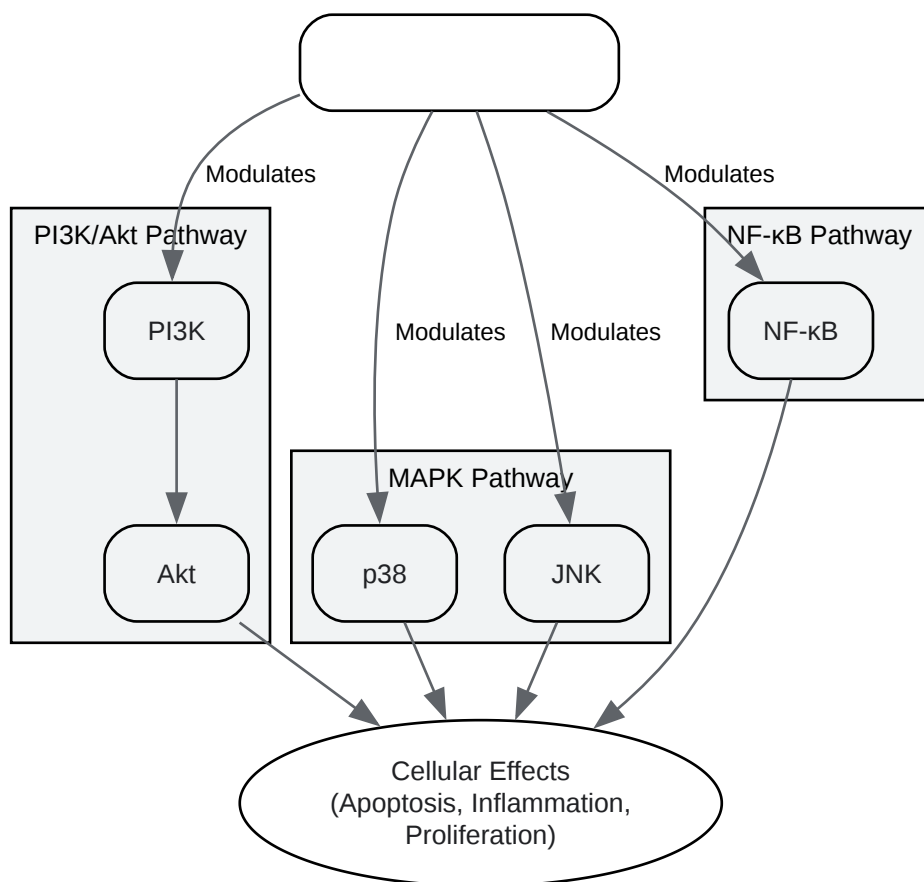 Modulates
Modulates
PI3K/Akt Pathway
NF-κB Pathway
PI3K
NF-κB
Modulates
Modulates
MAPK Pathway
Akt
p38
JNK
Cellular Effects
(Apoptosis, Inflammation,
Proliferation)